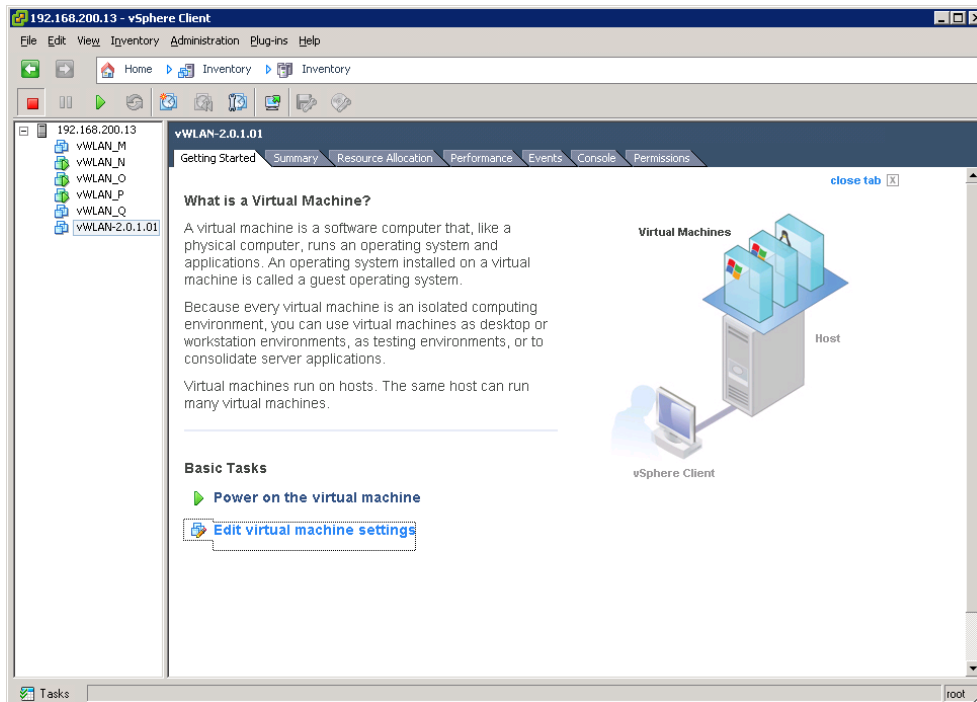 192.168.200.13 - vSphere Client
File Edit View Inventory Administration Plug-ins Help
Home Inventory Inventory
192.168.200.13
vWLAN_M
vWLAN_N
vWLAN_O
vWLAN_P
vWLAN_Q
vWLAN-2.0.1.01
vWLAN-2.0.1.01
Getting Started Summary Resource Allocation Performance Events Console Permissions
close tab X
What is a Virtual Machine?
A virtual machine is a software computer that, like a
physical computer, runs an operating system and
applications. An operating system installed on a virtual
machine is called a guest operating system.
Because every virtual machine is an isolated computing
environment, you can use virtual machines as desktop or
workstation environments, as testing environments, or to
consolidate server applications.
Virtual machines run on hosts. The same host can run
many virtual machines.
Virtual Machines
Host
vSphere Client
Basic Tasks
Power on the virtual machine
Edit virtual machine settings
Tasks
root